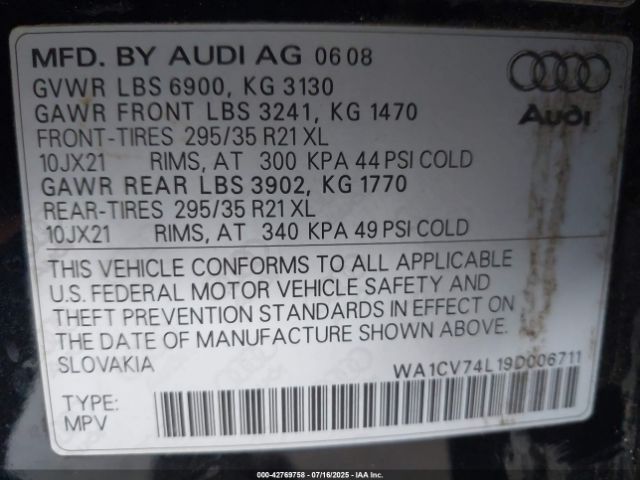 MFD. BY AUDI AG 0608
GVWR LBS 6900, KG 3130
GAWR FRONT LBS 3241, KG 1470
FRONT-TIRES 295/35 R21 XL
10JX21 RIMS, AT 300 KPA 44 PSI COLD
GAWR REAR LBS 3902, KG 1770
REAR-TIRES 295/35 R21 XL
10JX21 RIMS, AT 340 KPA 49 PSI COLD
Audi
THIS VEHICLE CONFORMS TO ALL APPLICABLE
U.S. FEDERAL MOTOR VEHICLE SAFETY AND
THEFT PREVENTION STANDARDS IN EFFECT ON
THE DATE OF MANUFACTURE SHOWN ABOVE.
SLOVAKIA WA1CV74L19D006711
TYPE:
MPV
000-42769758 - 07/16/2025 - IAAI.COM